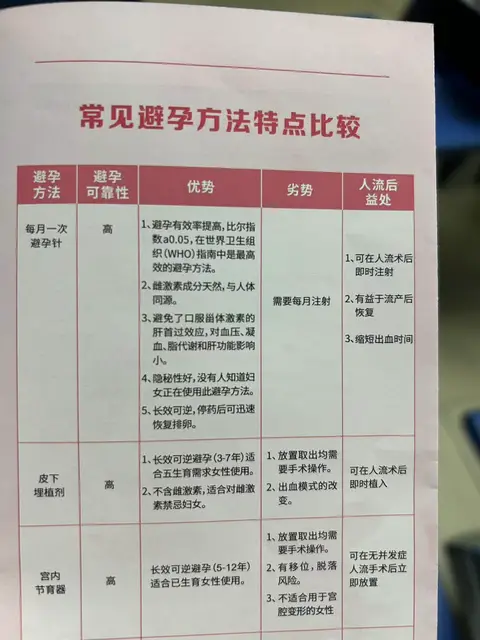 常见避孕方法特点比较
避孕
方法
避孕
可靠性
优势
劣势
人流后
益处
每月一次
避孕针
高
1、避孕有效率提高，比尔指
数a0.05，在世界卫生组
织（WHO）指南中是最高
效的避孕方法。
2、雌激素成分天然，与人体
同源。
3、避免了口服甾体激素的
肝首过效应，对血压、凝
血、脂代谢和肝功能影响
小。
4、隐秘性好，没有人知道妇
女正在使用此避孕方法。
5、长效可逆，停药后可迅速
恢复排卵。
需要每月注射
1、可在人流术后
即时注射
2、有益于流产后
恢复
3、缩短出血时间
皮下
埋植剂
高
1、长效可逆避孕（3-7年）适
合五生育需求女性使用。
2、不含雌激素，适合对雌激
素禁忌妇女。
1、放置取出均需
要手术操作。
2、出血模式的改
变。
可在人流术后
即时植入
宫内
节育器
高
长效可逆避孕（5-12年）
适合已生育女性使用。
1、放置取出均需
要手术操作。
2、有移位，脱落
风险。
3、不适合用于宫
腔变形的女性
可在无并发症
人流手术后立
即放置